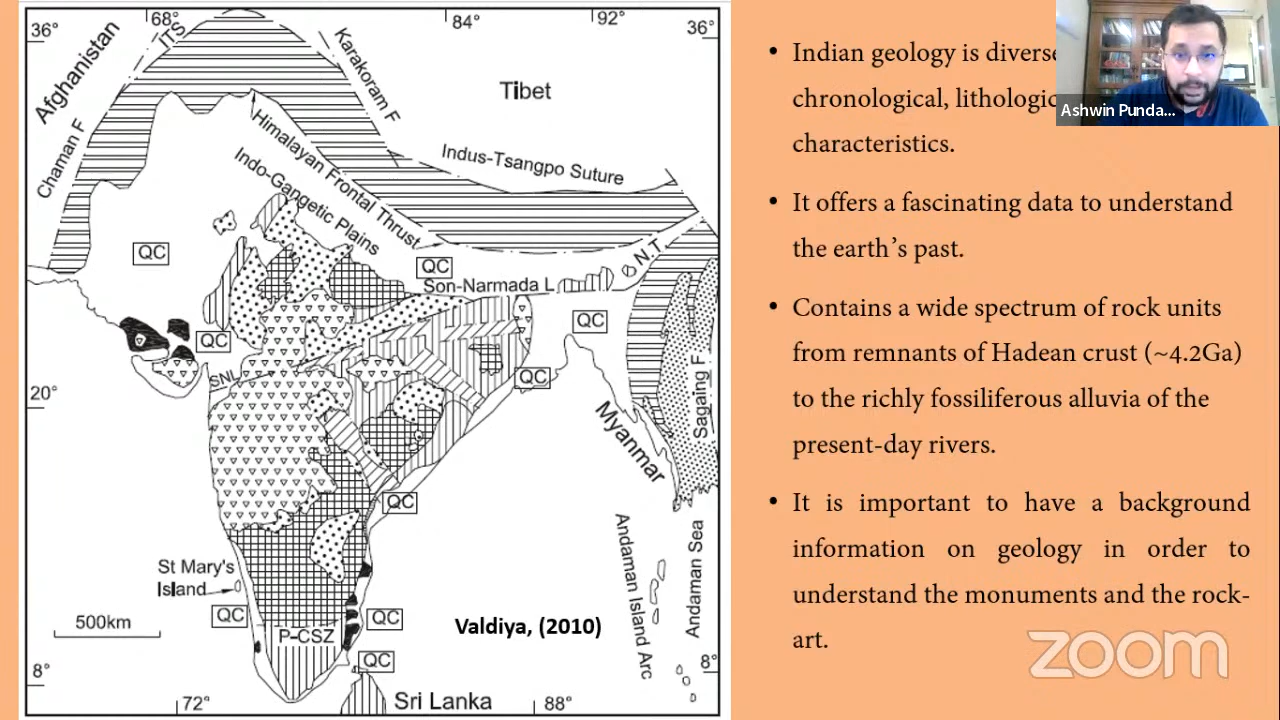 68°
84°
92°
36°
36°
Afghanistan
ITS
Karakoram F
Tibet
Chaman F
Himalayan Frontal Thrust
Indus-Tsangpo Suture
Indo-Gangetic Plains
QC
QC
N.T.
Son-Narmada L
QC
QC
QC
SNL
20°
Sagaing F
Myanmar
QC
Andaman Island Arc
Andaman Sea
St Mary's
Island
QC
QC
500km
P-CSZ
Valdiya, (2010)
QC
8°
8°
Sri Lanka
72°
88°
• Indian geology is diverse
chronological, lithologic
characteristics.
• It offers a fascinating data to understand
the earth's past.
• Contains a wide spectrum of rock units
from remnants of Hadean crust (~4.2Ga)
to the richly fossiliferous alluvia of the
present-day rivers.
• It is important to have a background
information on geology in order to
understand the monuments and the rock-
art.
Ashwin Punda...
zoom